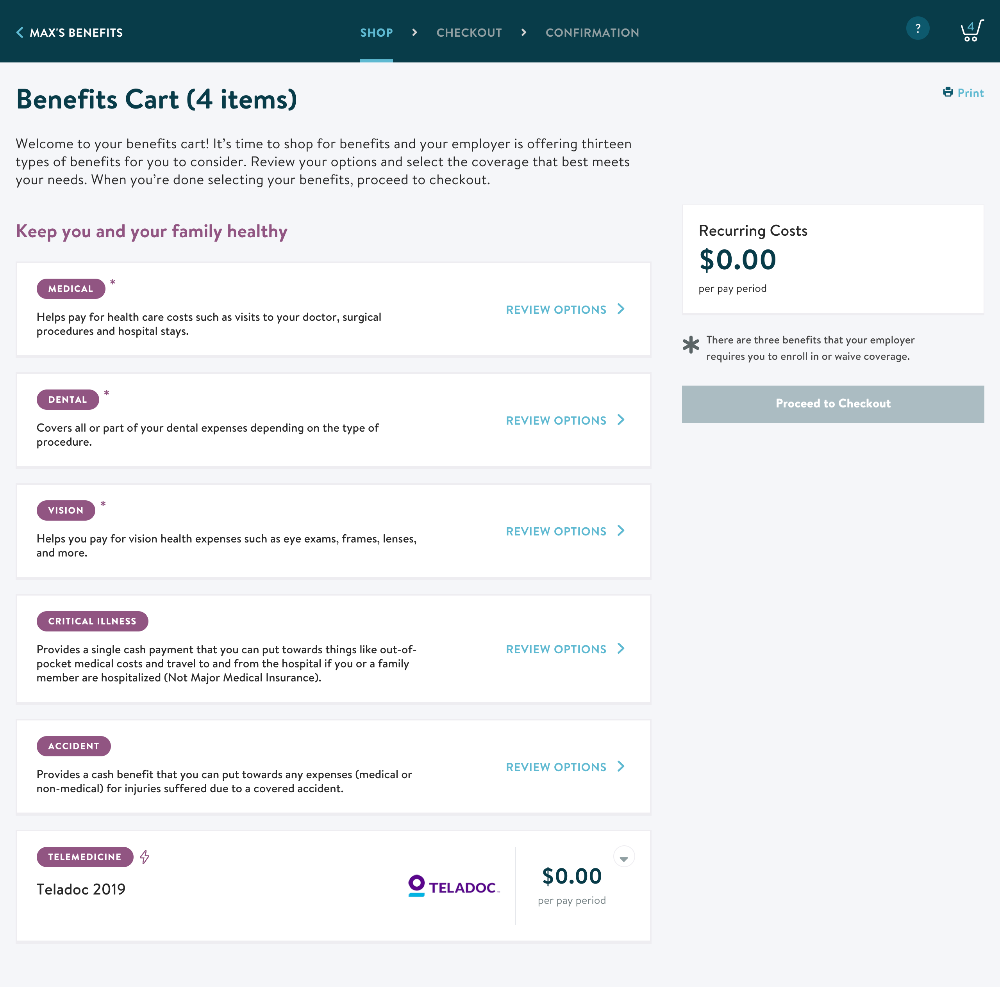 MAX'S BENEFITS
SHOP
CHECKOUT
CONFIRMATION
?
4
Benefits Cart (4 items)
Print
Welcome to your benefits cart! It’s time to shop for benefits and your employer is offering thirteen
types of benefits for you to consider. Review your options and select the coverage that best meets
your needs. When you’re done selecting your benefits, proceed to checkout.
Keep you and your family healthy
MEDICAL *
Helps pay for health care costs such as visits to your doctor, surgical
procedures and hospital stays.
REVIEW OPTIONS
DENTAL *
Covers all or part of your dental expenses depending on the type of
procedure.
REVIEW OPTIONS
VISION *
Helps you pay for vision health expenses such as eye exams, frames, lenses,
and more.
REVIEW OPTIONS
CRITICAL ILLNESS
Provides a single cash payment that you can put towards things like out-of-
pocket medical costs and travel to and from the hospital if you or a family
member are hospitalized (Not Major Medical Insurance).
REVIEW OPTIONS
ACCIDENT
Provides a cash benefit that you can put towards any expenses (medical or
non-medical) for injuries suffered due to a covered accident.
REVIEW OPTIONS
TELEMEDICINE
Teladoc 2019
TELADOC™
$0.00
per pay period
Recurring Costs
$0.00
per pay period
* There are three benefits that your employer
requires you to enroll in or waive coverage.
Proceed to Checkout